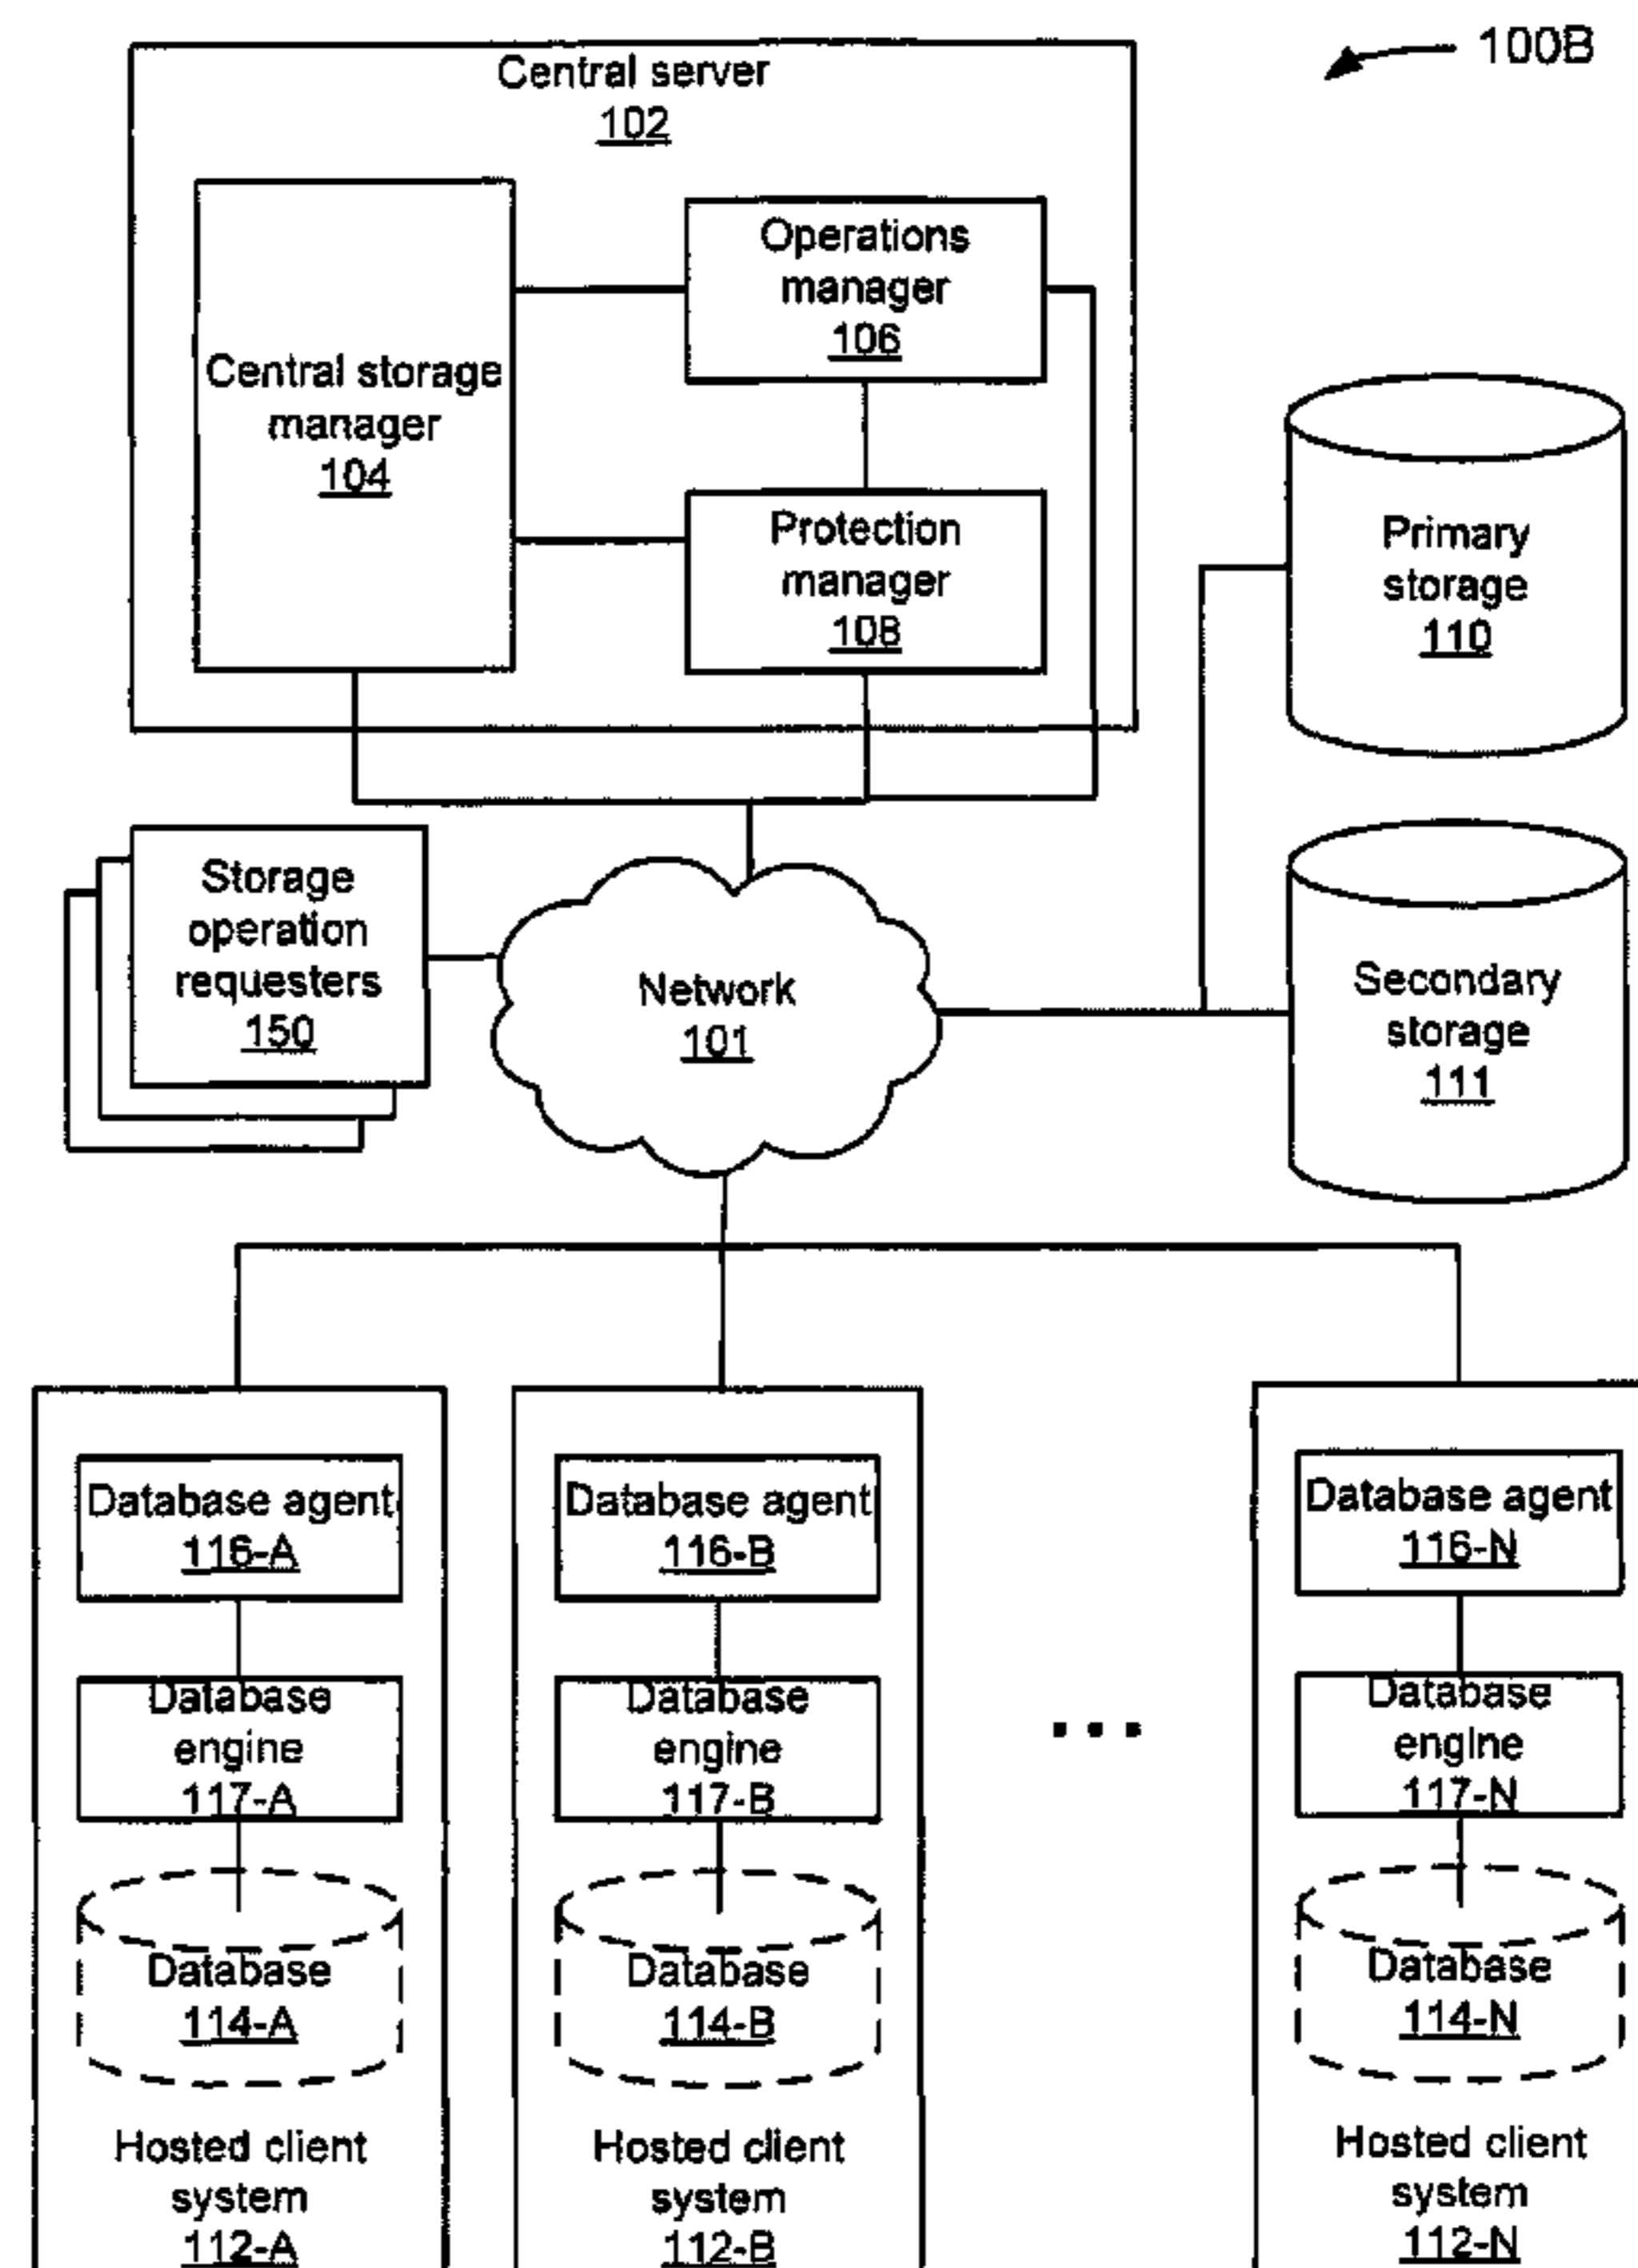 100B
Central server
102
Central storage
manager
104
Operations
manager
106
Protection
manager
108
Primary
storage
110
Storage
operation
requesters
150
Network
101
Secondary
storage
111
Database agent
116-A
Database
engine
117-A
Database
114-A
Hosted client
system
112-A
Database agent
116-B
Database
engine
117-B
Database
114-B
Hosted client
system
112-B
...
Database agent
116-N
Database
engine
117-N
Database
114-N
Hosted client
system
112-N